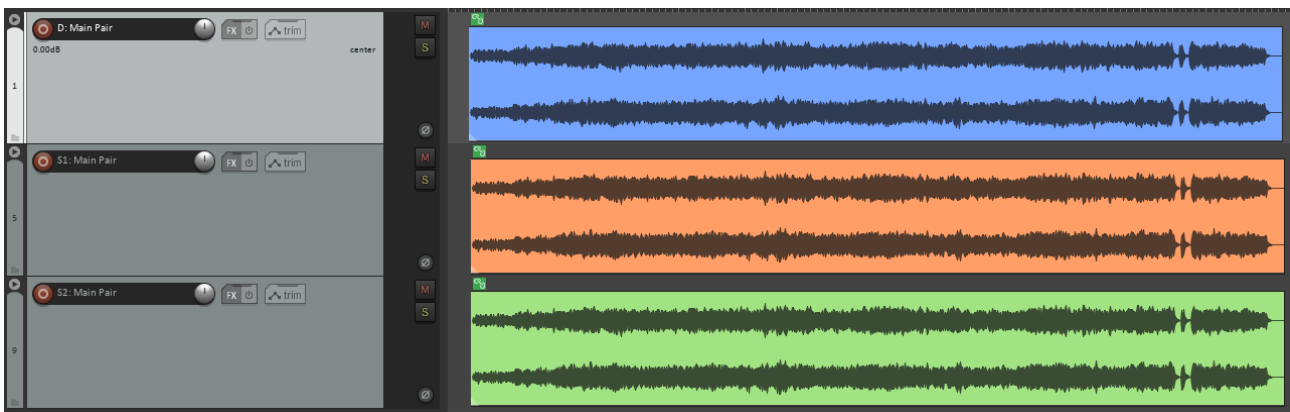 D: Main Pair
FX
trim
M
0.00dB
center
S
1
S1: Main Pair
FX
trim
M
S
5
S2: Main Pair
FX
trim
M
S
9